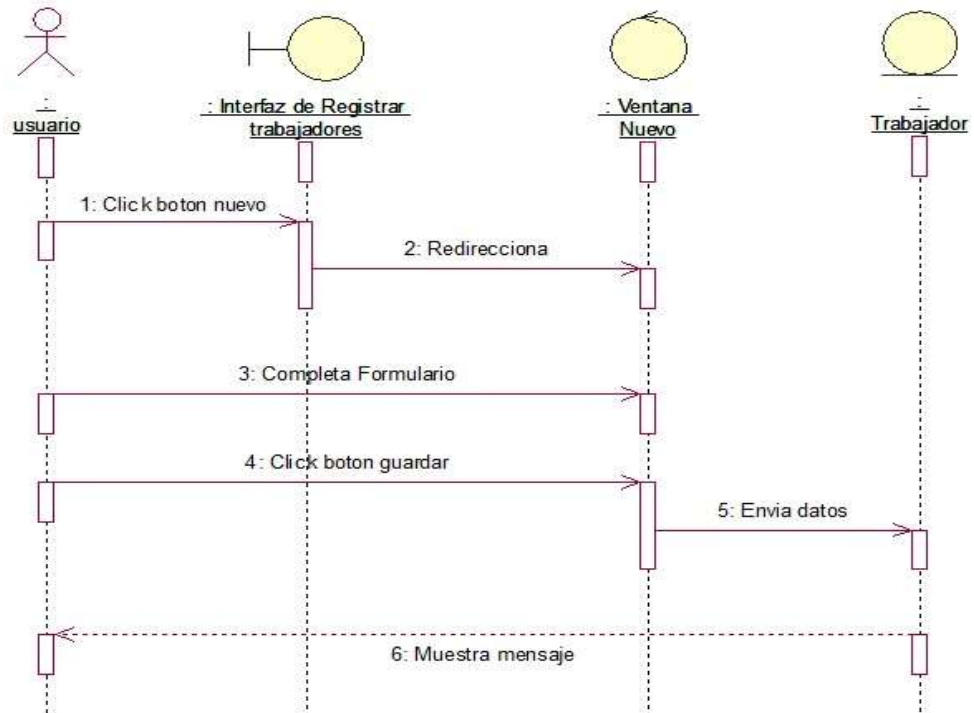 :
usuario
: Interfaz de Registrar
trabajadores
: Ventana
Nuevo
:
Trabajador
1: Click boton nuevo
2: Redirecciona
3: Completa Formulario
4: Click boton guardar
5: Envia datos
6: Muestra mensaje